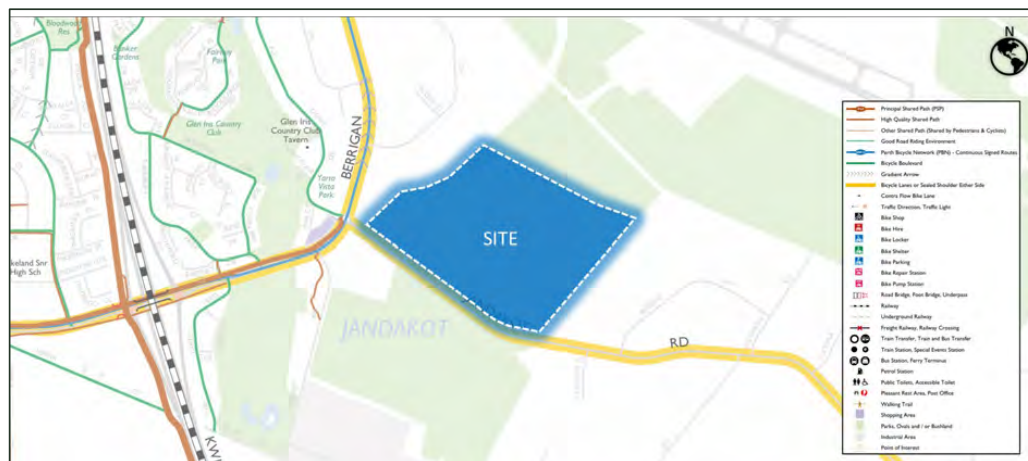 Bunker
Gardens
Fairway
Park
Glen Iris Country
Club
Glen Iris
Country Club
Tavern
Yarra
Vista
Park
BERRIGAN
N
SITE
JANDAKOT
RD
keland Snr
High Sch
KWI
Principal Shared Path (PSP)
High Quality Shared Path
Other Shared Path (Shared by Pedestrians & Cyclists)
Good Road Riding Environment
Perth Bicycle Network (PBN) - Continuous Signed Routes
Bicycle Boulevard
Gradient Arrow
Bicycle Lanes or Sealed Shoulder Either Side
Contra Flow Bike Lane
Traffic Direction, Traffic Light
Bike Shop
Bike Hire
Bike Locker
Bike Shelter
Bike Parking
Bike Repair Station
Bike Pump Station
Road Bridge, Foot Bridge, Underpass
Railway
Underground Railway
Freight Railway, Railway Crossing
Train Transfer, Train and Bus Transfer
Train Station, Special Events Station
Bus Station, Ferry Terminus
Petrol Station
Public Toilets, Accessible Toilet
Pleasant Rest Area, Post Office
Walking Trail
Shopping Area
Parks, Ovals and / or Bushland
Industrial Area
Point of Interest